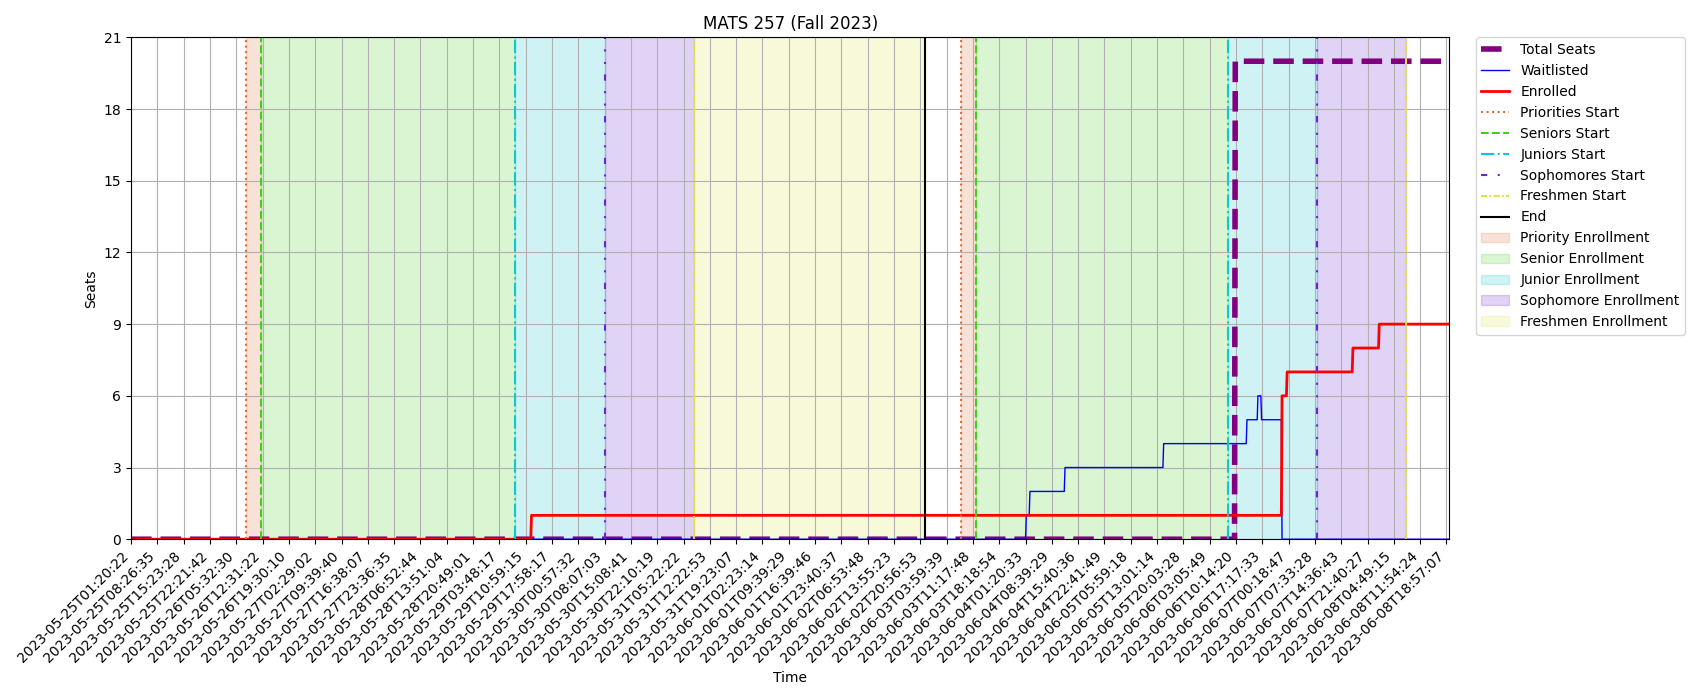 MATS 257 (Fall 2023)
21
18
15
12
9
6
3
0
Seats
2023-05-25T01:20:22
2023-05-25T08:26:35
2023-05-25T15:23:28
2023-05-25T22:21:42
2023-05-26T05:32:30
2023-05-26T12:31:22
2023-05-26T19:30:10
2023-05-27T02:29:02
2023-05-27T09:39:40
2023-05-27T16:38:07
2023-05-27T23:36:35
2023-05-28T06:52:44
2023-05-28T13:51:04
2023-05-28T20:49:01
2023-05-29T03:48:17
2023-05-29T10:59:15
2023-05-29T17:58:17
2023-05-30T00:57:32
2023-05-30T08:07:03
2023-05-30T15:08:41
2023-05-30T22:10:19
2023-05-31T05:22:22
2023-05-31T12:22:53
2023-05-31T19:23:07
2023-06-01T02:23:14
2023-06-01T09:39:29
2023-06-01T16:39:46
2023-06-01T23:40:37
2023-06-02T06:53:48
2023-06-02T13:55:23
2023-06-02T20:56:53
2023-06-03T03:59:39
2023-06-03T11:17:48
2023-06-03T18:18:54
2023-06-04T01:20:33
2023-06-04T08:39:29
2023-06-04T15:40:36
2023-06-04T22:41:49
2023-06-05T05:59:18
2023-06-05T13:01:14
2023-06-05T20:03:28
2023-06-06T03:05:49
2023-06-06T10:14:20
2023-06-06T17:17:33
2023-06-07T00:18:47
2023-06-07T07:33:28
2023-06-07T14:36:43
2023-06-07T21:40:27
2023-06-08T04:49:15
2023-06-08T11:54:24
2023-06-08T18:57:07
Time
Total Seats
Waitlisted
Enrolled
Priorities Start
Seniors Start
Juniors Start
Sophomores Start
Freshmen Start
End
Priority Enrollment
Senior Enrollment
Junior Enrollment
Sophomore Enrollment
Freshmen Enrollment